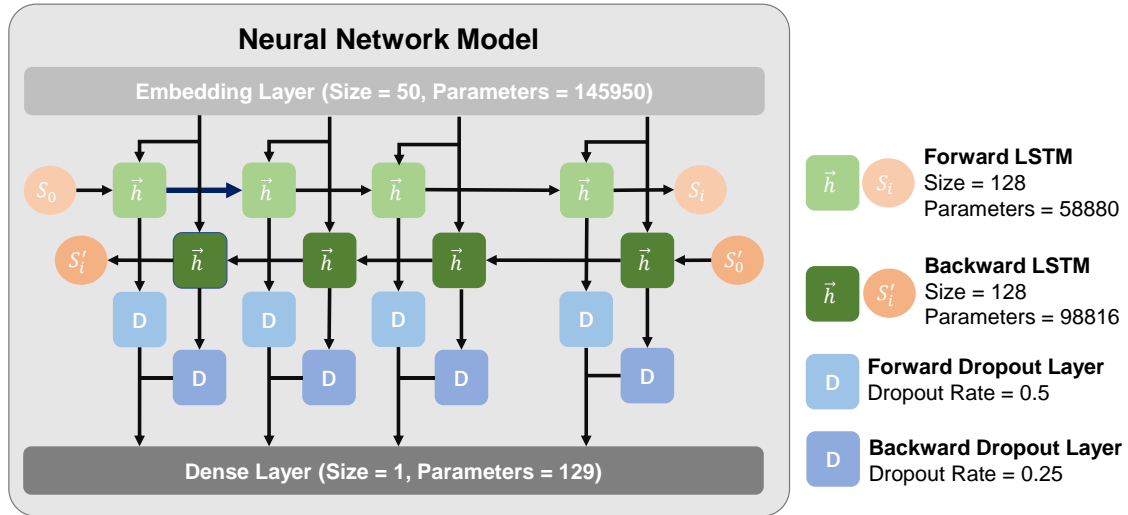 Neural Network Model
Embedding Layer (Size = 50, Parameters = 145950)
S₀ h⃗ h⃗ h⃗ h⃗ Sᵢ
S′ᵢ h⃗ h⃗ h⃗ h⃗ S′₀
D D D D
D D D D
Dense Layer (Size = 1, Parameters = 129)
h⃗ Sᵢ Forward LSTM
Size = 128
Parameters = 58880
h⃗ S′ᵢ Backward LSTM
Size = 128
Parameters = 98816
D Forward Dropout Layer
Dropout Rate = 0.5
D Backward Dropout Layer
Dropout Rate = 0.25